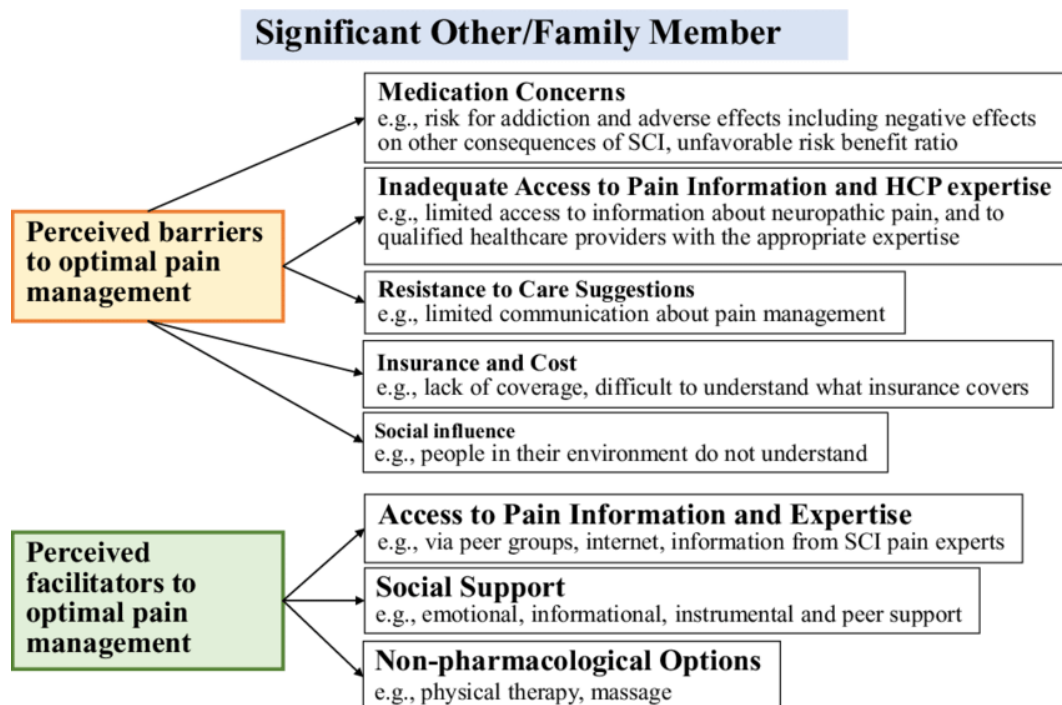 Significant Other/Family Member
Medication Concerns
e.g., risk for addiction and adverse effects including negative effects
on other consequences of SCI, unfavorable risk benefit ratio
Perceived barriers
to optimal pain
management
Inadequate Access to Pain Information and HCP expertise
e.g., limited access to information about neuropathic pain, and to
qualified healthcare providers with the appropriate expertise
Resistance to Care Suggestions
e.g., limited communication about pain management
Insurance and Cost
e.g., lack of coverage, difficult to understand what insurance covers
Social influence
e.g., people in their environment do not understand
Perceived
facilitators to
optimal pain
management
Access to Pain Information and Expertise
e.g., via peer groups, internet, information from SCI pain experts
Social Support
e.g., emotional, informational, instrumental and peer support
Non-pharmacological Options
e.g., physical therapy, massage